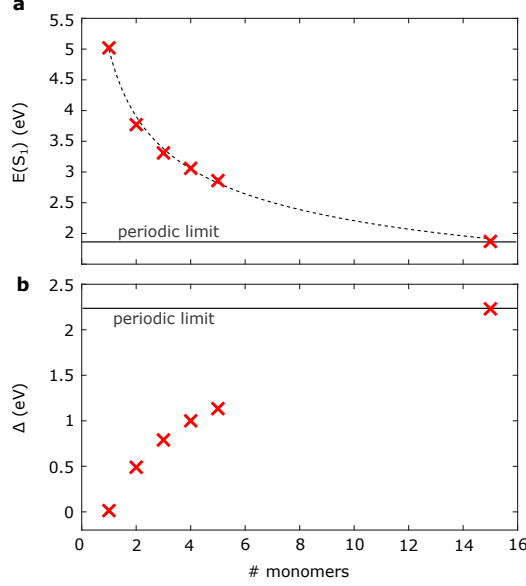 a
5.5
5
4.5
4
3.5
3
2.5
2
E(S₁) (eV)
periodic limit
b
2.5
2
1.5
1
0.5
0
Δ (eV)
periodic limit
0 2 4 6 8 10 12 14 16
# monomers